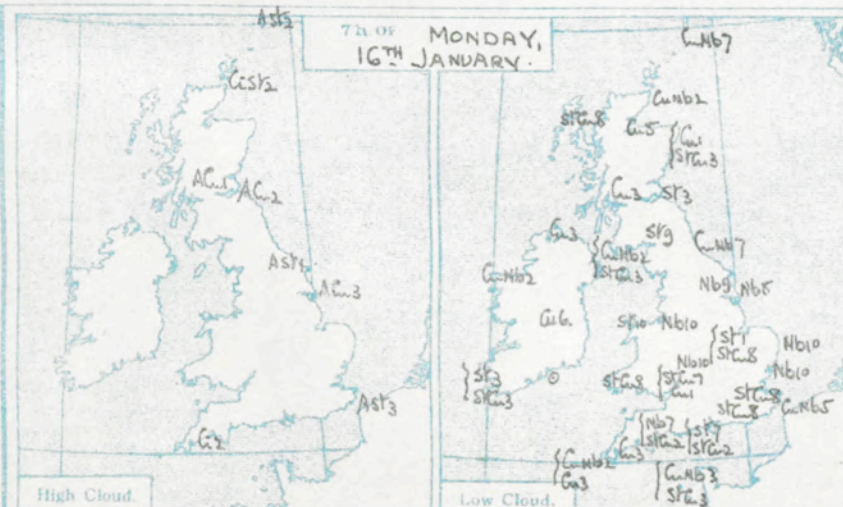 7h OF MONDAY,
16TH JANUARY.
ASt2
CiSt2
ACu1 ACu2
ASt4
ACu3
ASt3
Ci2
High Cloud.
CuNb7
CuNb2
StCu8
Cu5
Cu1
StCu3
Cu3 St3
St9
Cu3
CuNb2
StCu3
CuNb7
CuNb2
Nb9 Nb8
Cu6.
St10 Nb10
St1
StCu8
Nb10
Nb10
Nb10
St3
StCu3
StCu8
StCu7
Cu1
StCu8
StCu8
CuNb5
Nb7
StCu2
St7
StCu2
Cu3
CuNb2
Cu3
CuNb3
StCu3
Low Cloud.